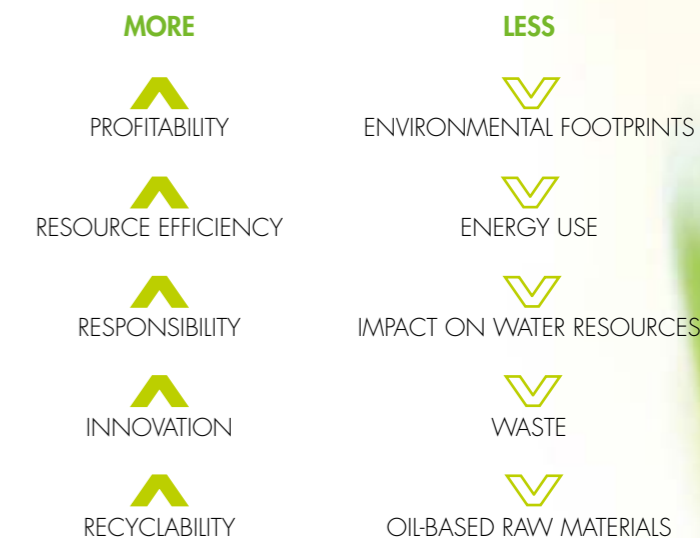 MORE
PROFITABILITY
RESOURCE EFFICIENCY
RESPONSIBILITY
INNOVATION
RECYCLABILITY
LESS
ENVIRONMENTAL FOOTPRINTS
ENERGY USE
IMPACT ON WATER RESOURCES
WASTE
OIL-BASED RAW MATERIALS